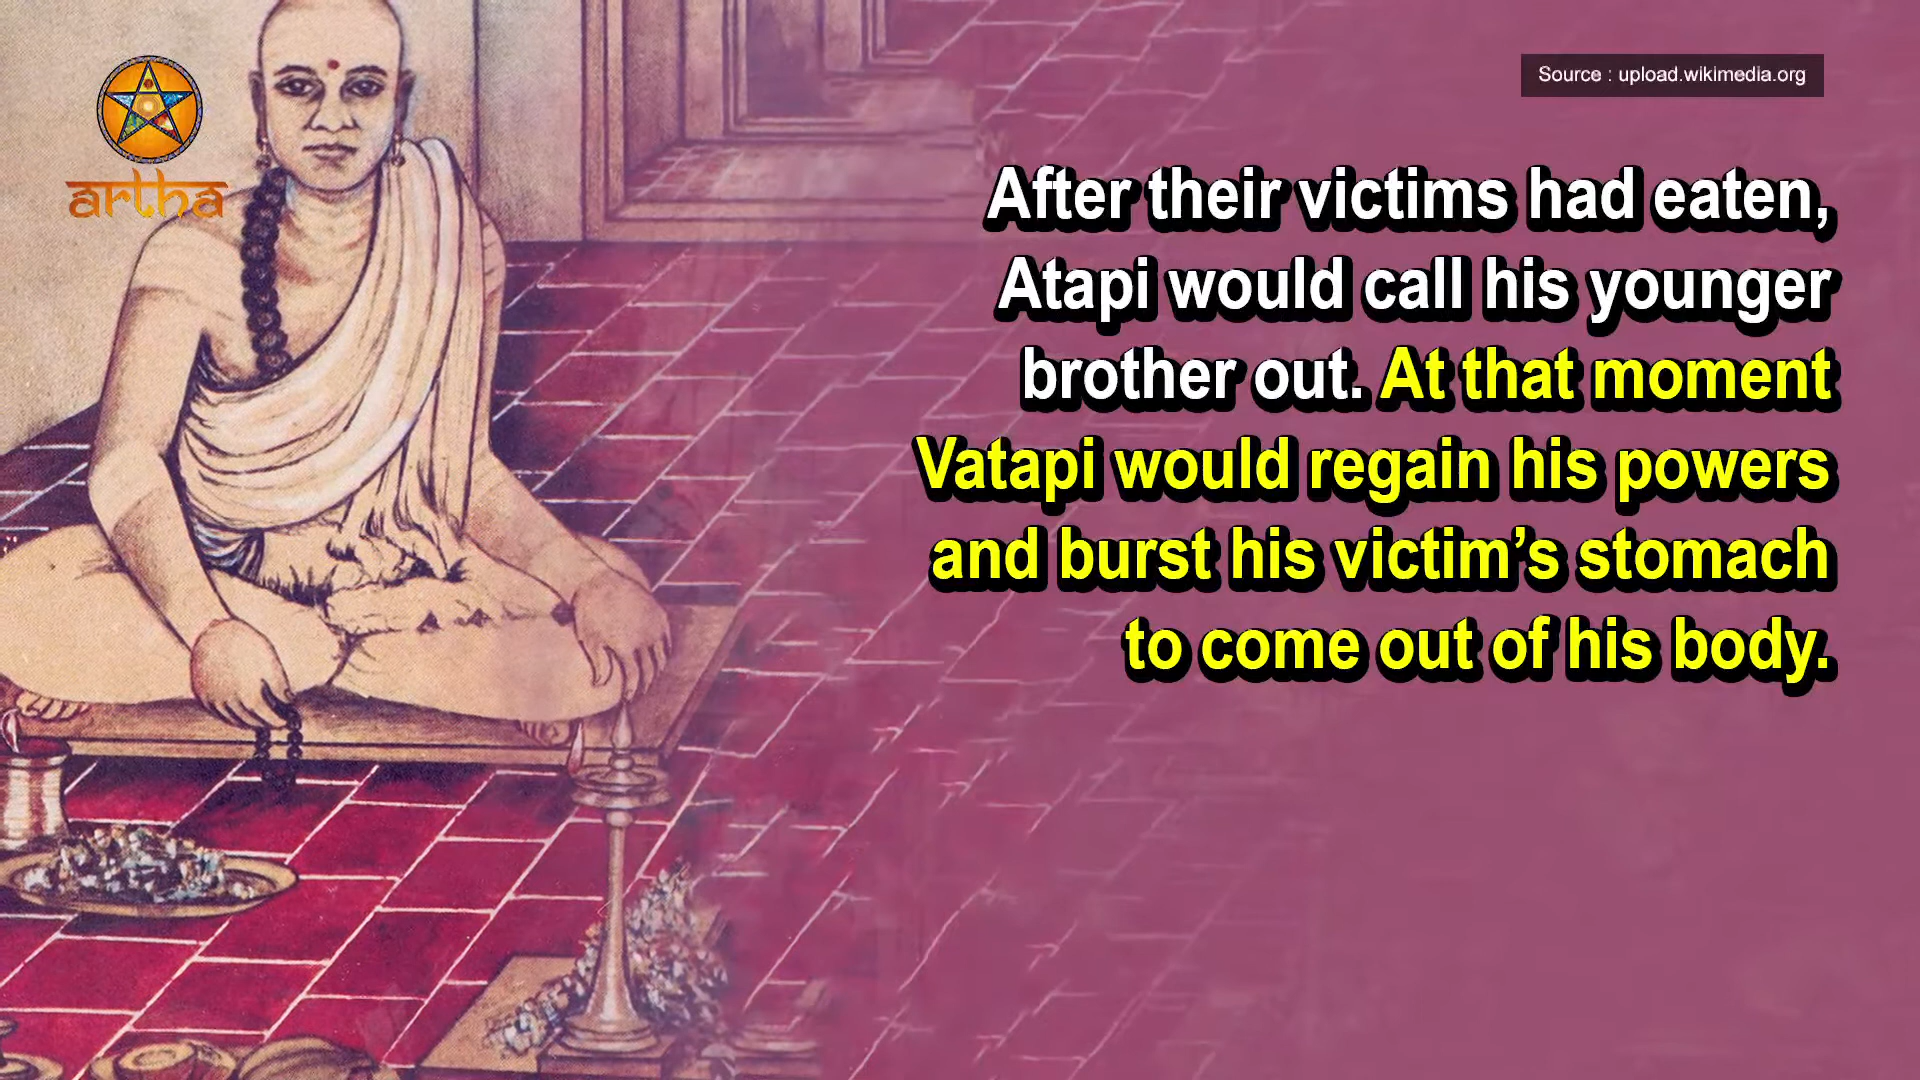 artha
Source : upload.wikimedia.org
After their victims had eaten,
Atapi would call his younger
brother out. At that moment
Vatapi would regain his powers
and burst his victim’s stomach
to come out of his body.